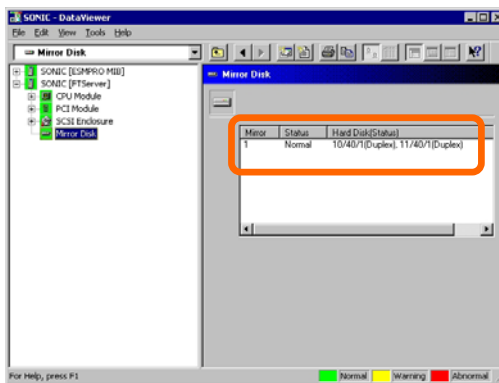 SONIC - DataViewer
File Edit View Tools Help
Mirror Disk
SONIC [ESMPRO MIB]
SONIC [FTServer]
CPU Module
PCI Module
SCSI Enclosure
Mirror Disk
Mirror Disk
Mirror Status Hard Disk(Status)
1 Normal 10/40/1(Duplex), 11/40/1(Duplex)
For Help, press F1
Normal Warning Abnormal